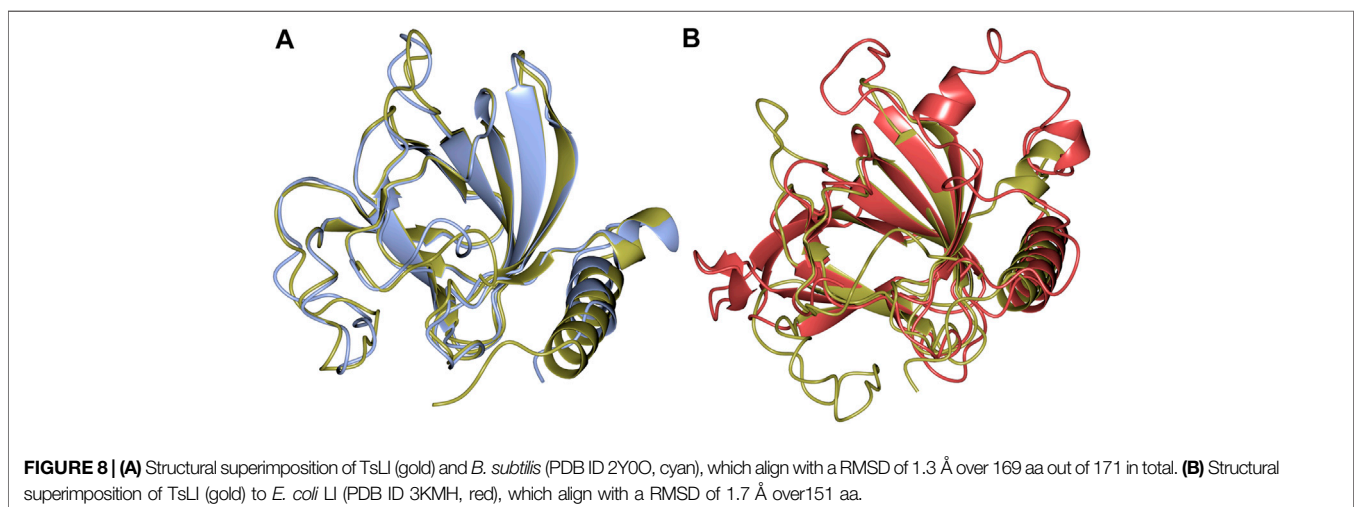 A
B
FIGURE 8 | (A) Structural superimposition of TsLI (gold) and B. subtilis (PDB ID 2Y0O, cyan), which align with a RMSD of 1.3 Å over 169 aa out of 171 in total. (B) Structural
superimposition of TsLI (gold) to E. coli LI (PDB ID 3KMH, red), which align with a RMSD of 1.7 Å over151 aa.